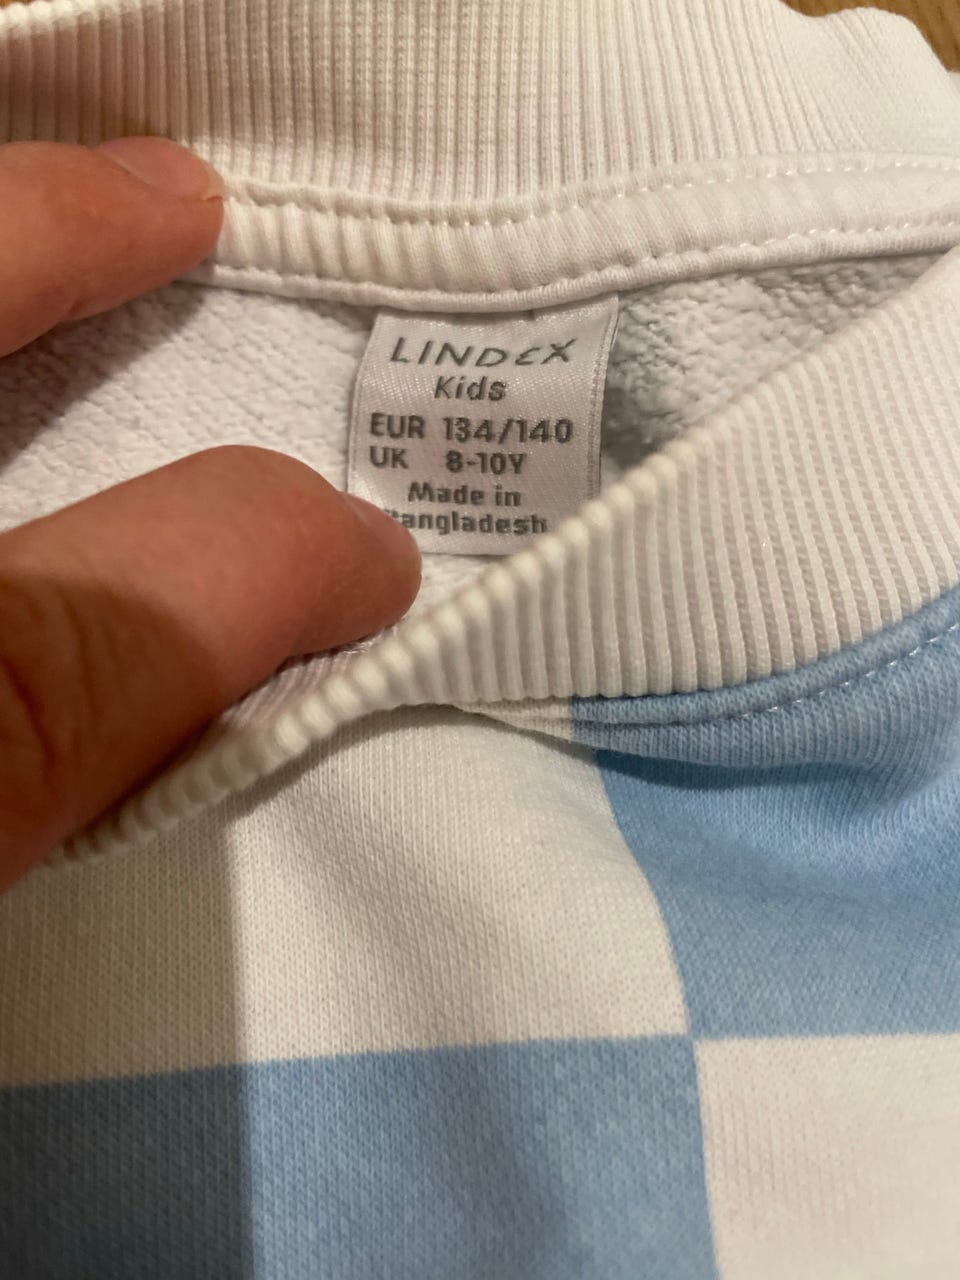 LINDEX
Kids
EUR 134/140
UK 8-10Y
Made in
Bangladesh